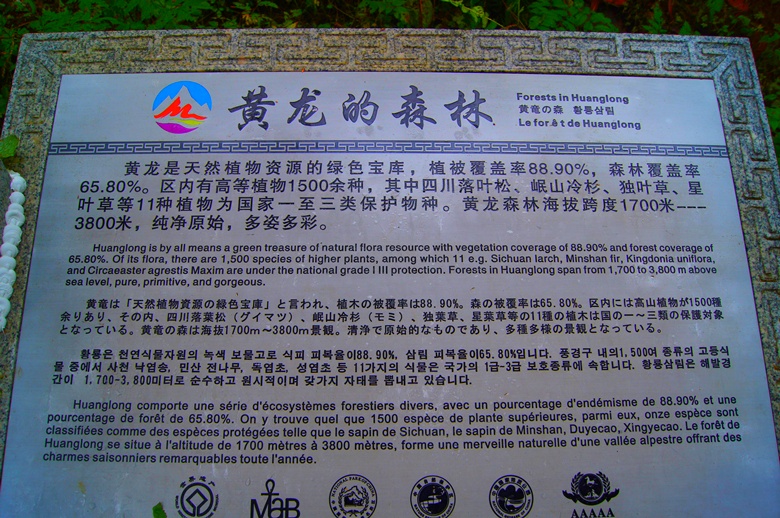 黄龙的森林
Forests in Huanglong
黄竜の森 황룡삼림
Le for ê t de Huanglong
黄龙是天然植物资源的绿色宝库，植被覆盖率88.90%，森林覆盖率
65.80%。区内有高等植物1500余种，其中四川落叶松、岷山冷杉、独叶草、星
叶草等11种植物为国家一至三类保护物种。黄龙森林海拔跨度1700米---
3800米，纯净原始，多姿多彩。
Huanglong is by all means a green treasure of natural flora resource with vegetation coverage of 88.90% and forest coverage of
65.80%. Of its flora, there are 1,500 species of higher plants, among which 11 e.g. Sichuan larch, Minshan fir, Kingdonia uniflora,
and Circaeaster agrestis Maxim are under the national grade I III protection. Forests in Huanglong span from 1,700 to 3,800 m above
sea level, pure, primitive, and gorgeous.
黄竜は「天然植物資源の緑色宝庫」と言われ、植木の被覆率は88.90%。森の被覆率は65.80%。区内には高山植物が1500種
余りあり、その内、四川落葉松（グイマツ）、岷山冷杉（モミ）、独葉草、星葉草等の11種の植木は国の一～三類の保護対象
となっている。黄竜の森は海抜1700m～3800m景観。清浄で原始的なものであり、多種多様の景観となっている。
황룡은 천연식물자원의 녹색 보물고로 식피 피복율이88.90%, 삼림 피복율이65.80%입니다. 풍경구 내의1,500여 종류의 고등식
물 중에서 사천 낙엽송, 민산 전나무, 독엽초, 성엽초 등 11가지의 식물은 국가의 1급-3급 보호종류에 속합니다. 황룡삼림은 해발경
간이 1,700-3,800미터로 순수하고 원시적이며 갖가지 자태를 뽐내고 있습니다.
Huanglong comporte une série d'écosystèmes forestiers divers, avec un pourcentage d'endémisme de 88.90% et une
pourcentage de forêt de 65.80%. On y trouve quel que 1500 espèce de plante supérieures, parmi eux, onze espèce sont
classifiées comme des espèces protégées telle que le sapin de Sichuan, le sapin de Minshan, Duyecao, Xingyecao. Le forêt de
Huanglong se situe à l'altitude de 1700 mètres à 3800 mètres, forme une merveille naturelle d'une vallée alpestre offrant des
charmes saisonniers remarquables toute l'année.
MaB
AAAAA